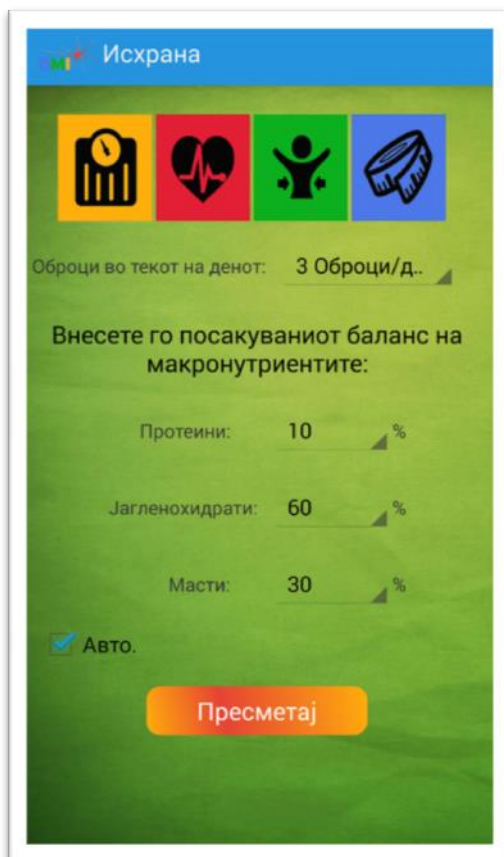 Исхрана
Оброци во текот на денот: 3 Оброци/д..
Внесете го посакуваниот баланс на
макронутриентите:
Протеини: 10 %
Јагленохидрати: 60 %
Масти: 30 %
Авто.
Пресметај